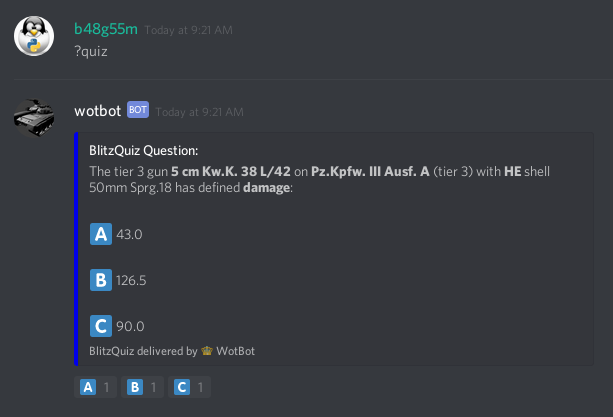 b48g55m Today at 9:21 AM
?quiz
wotbot BOT Today at 9:21 AM
BlitzQuiz Question:
The tier 3 gun 5 cm Kw.K. 38 L/42 on Pz.Kpfw. III Ausf. A (tier 3) with HE shell
50mm Sprg.18 has defined damage:
A 43.0
B 126.5
C 90.0
BlitzQuiz delivered by WotBot
A 1 B 1 C 1